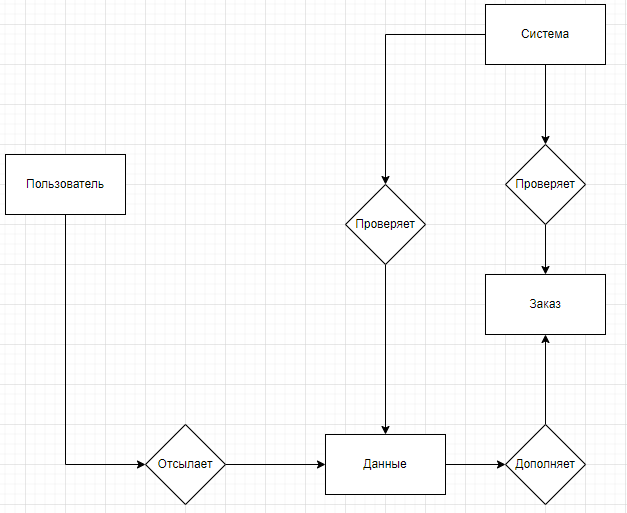 Система
Пользователь
Проверяет
Проверяет
Заказ
Отсылает
Данные
Дополняет